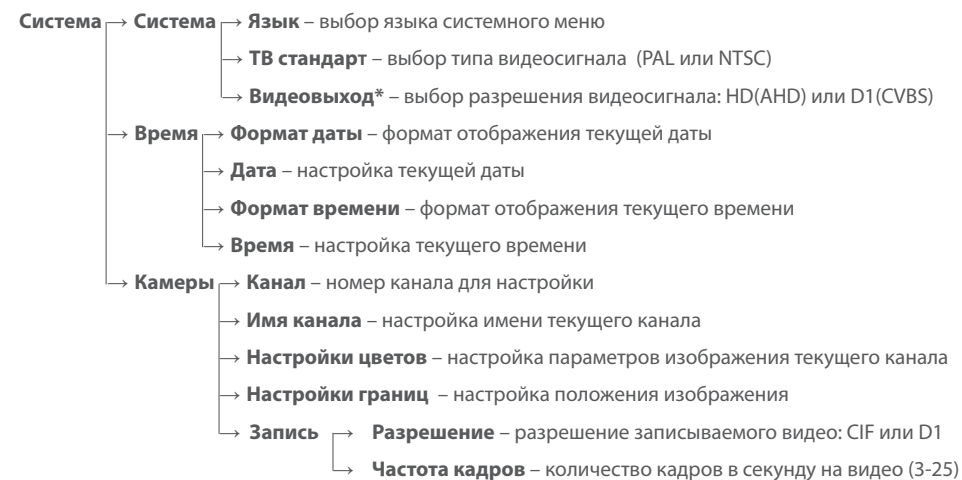 Система → Система → Язык – выбор языка системного меню
→ ТВ стандарт – выбор типа видеосигнала (PAL или NTSC)
→ Видеовыход* – выбор разрешения видеосигнала: HD(AHD) или D1(CVBS)
→ Время → Формат даты – формат отображения текущей даты
→ Дата – настройка текущей даты
→ Формат времени – формат отображения текущего времени
→ Время – настройка текущего времени
→ Камеры → Канал – номер канала для настройки
→ Имя канала – настройка имени текущего канала
→ Настройки цветов – настройка параметров изображения текущего канала
→ Настройки границ – настройка положения изображения
→ Запись → Разрешение – разрешение записываемого видео: CIF или D1
→ Частота кадров – количество кадров в секунду на видео (3-25)